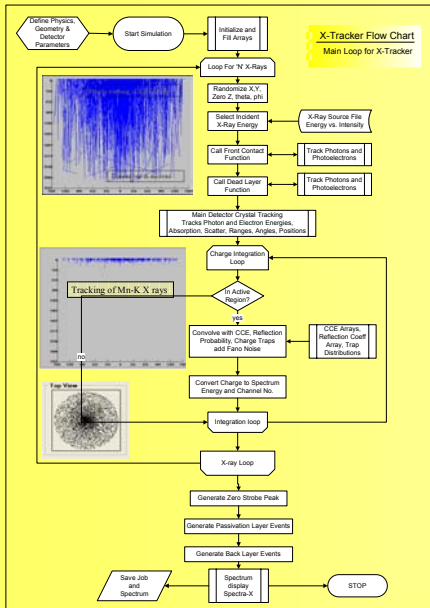 Define Physics,
Geometry &
Detector
Parameters
Start Simulation
Initialize and
Fill Arrays
X-Tracker Flow Chart
Main Loop for X-Tracker
Loop For 'N' X-Rays
Randomize X,Y,
Zero Z, theta, phi
Select Incident
X-Ray Energy
X-Ray Source File
Energy vs. Intensity
Call Front Contact
Function
Track Photons and
Photoelectrons
Call Dead Layer
Function
Track Photons and
Photoelectrons
Main Detector Crystal Tracking
Tracks Photon and Electron Energies,
Absorption, Scatter, Ranges, Angles, Positions
Charge Integration
Loop
Tracking of Mn-K X rays
In Active
Region?
yes
no
Convolve with CCE, Reflection
Probability, Charge Traps
and add Fano Noise
CCE Arrays,
Reflection Coeff
Array, Trap
Distributions
Convert Charge to Spectrum
Energy and Channel No.
Top View
Integration loop
X-ray Loop
Generate Zero Strobe Peak
Generate Passivation Layer Events
Generate Back Layer Events
Save Job
and
Spectrum
Spectrum
display
Spectra-X
STOP